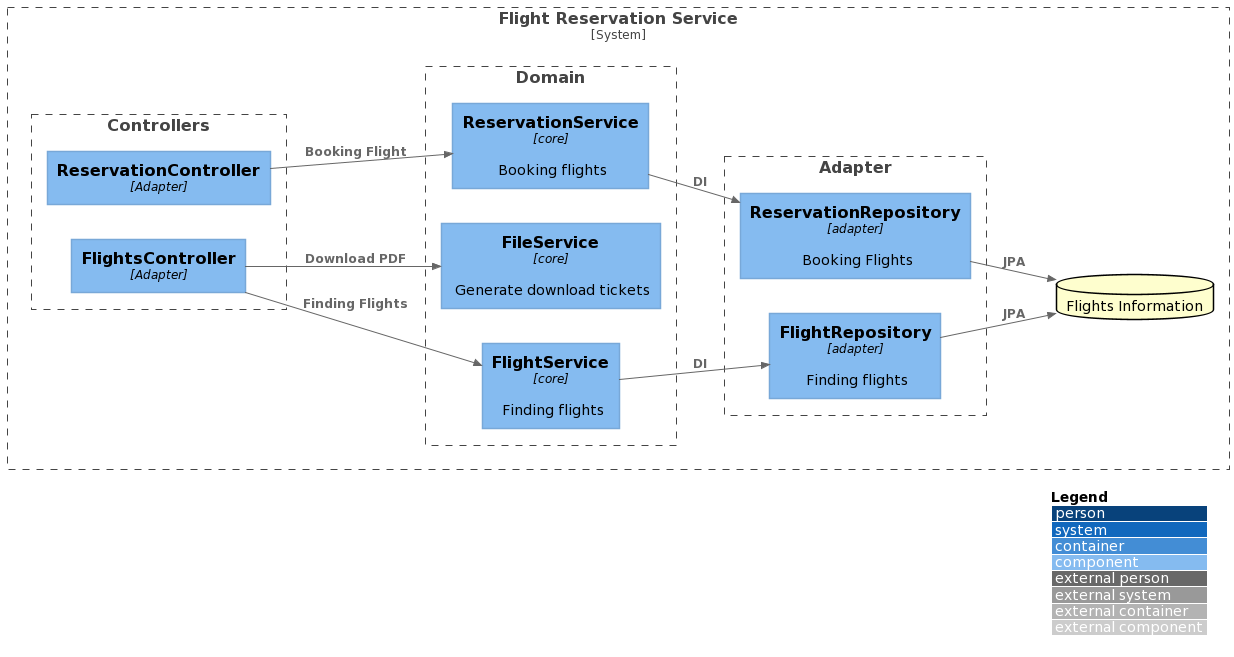 Flight Reservation Service
[System]
Controllers
ReservationController
[Adapter]
FlightsController
[Adapter]
Booking Flight
Download PDF
Finding Flights
Domain
ReservationService
[core]
Booking flights
FileService
[core]
Generate download tickets
FlightService
[core]
Finding flights
DI
DI
Adapter
ReservationRepository
[adapter]
Booking Flights
FlightRepository
[adapter]
Finding flights
JPA
JPA
Flights Information
Legend
person
system
container
component
external person
external system
external container
external component